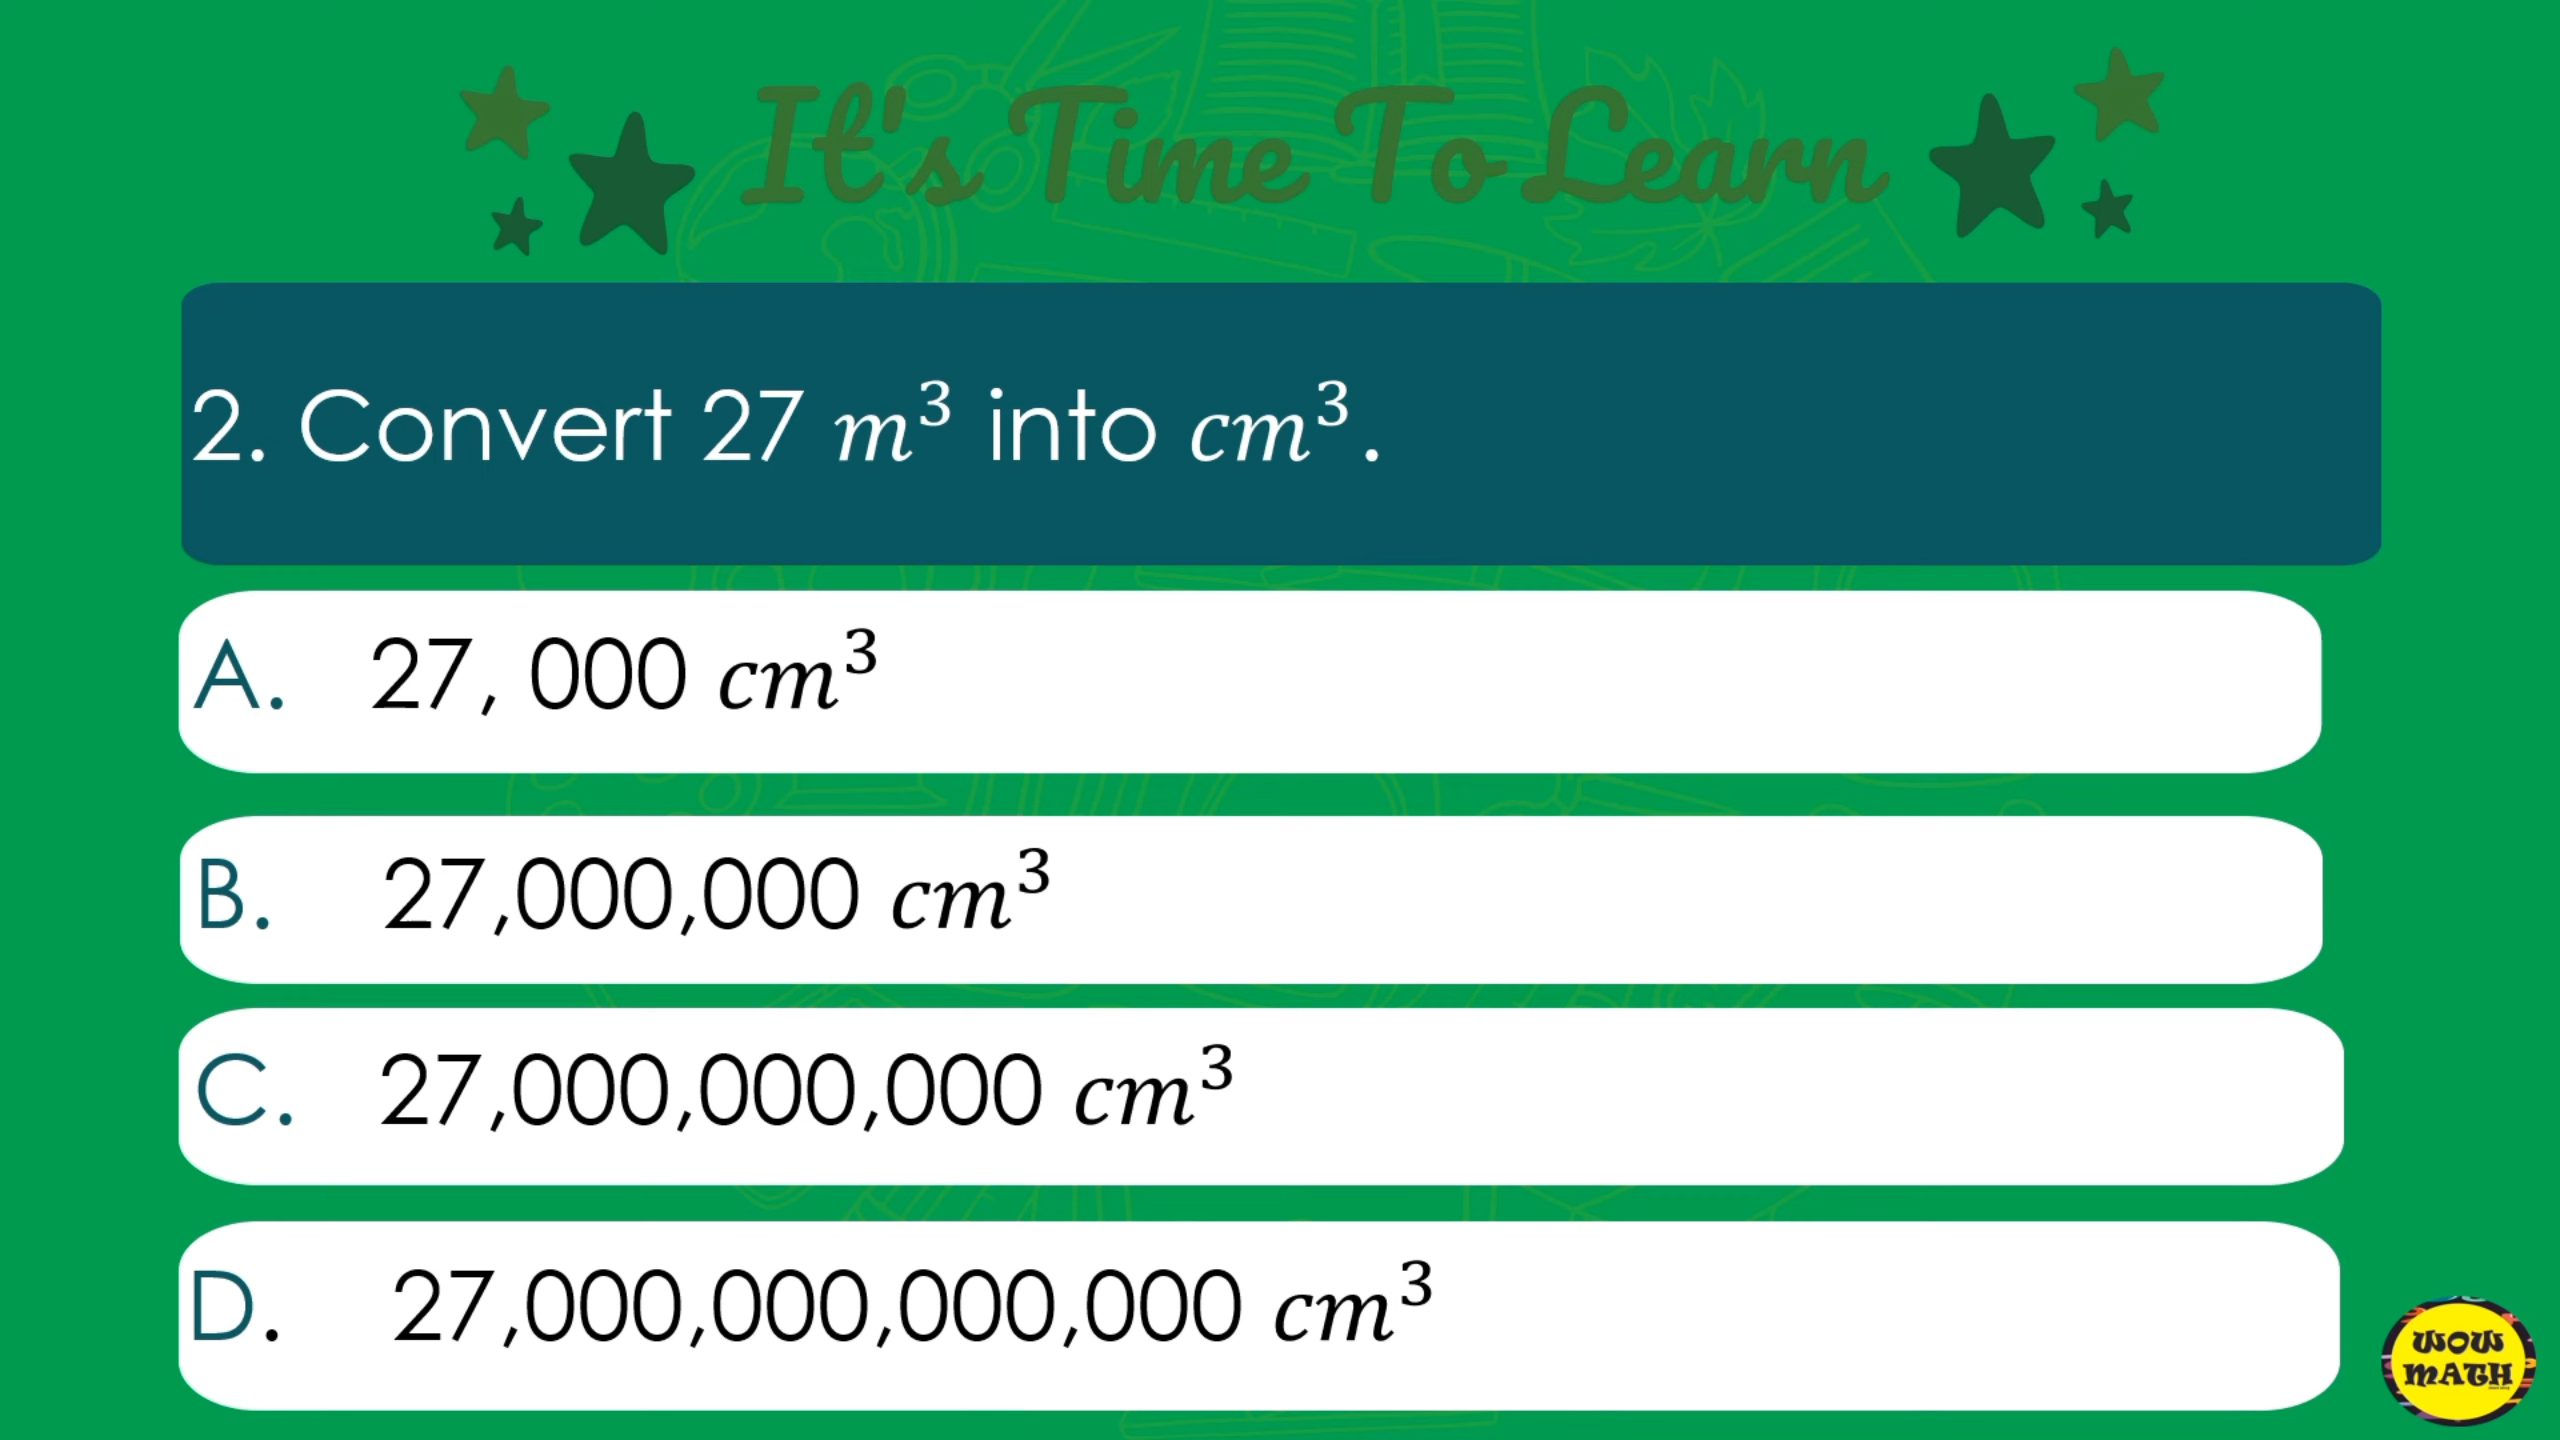 It's Time To Learn
2. Convert 27 m³ into cm³.
A. 27, 000 cm³
B. 27,000,000 cm³
C. 27,000,000,000 cm³
D. 27,000,000,000,000 cm³
WOW
MATH